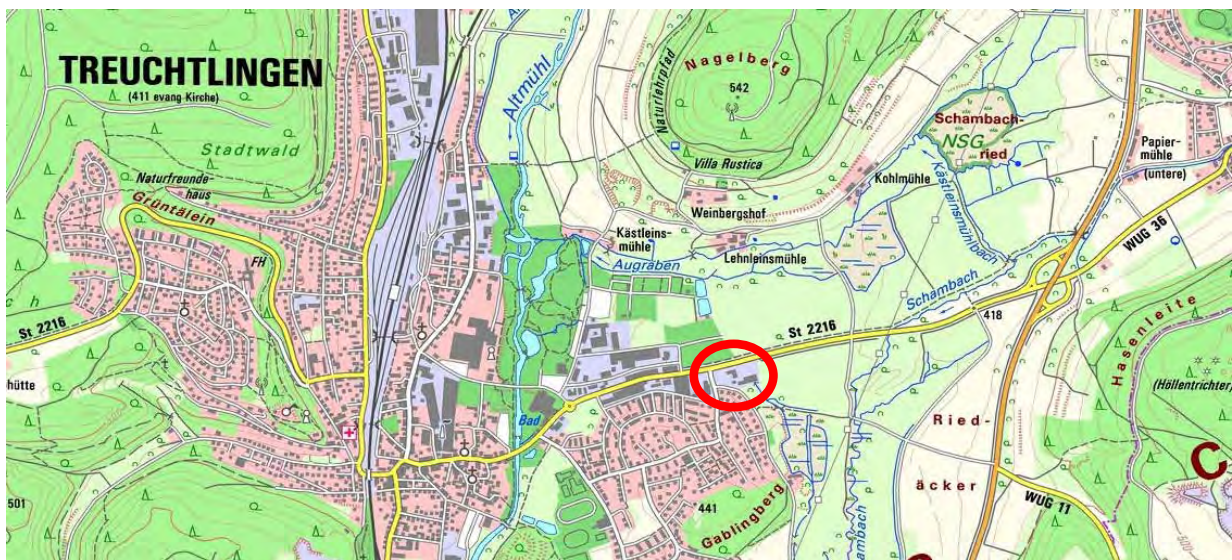 TREUCHTLINGEN
(411 evang. Kirche)
Stadtwald
Naturfreunde-
haus
Grüntälein
FH
St 2216
501
Altmühl
Naturlehrpfad
Nagelberg
542
Villa Rustica
Weinbergshof
Kästleins-
mühle
Augraben
Lehnleinsmühle
Kohlmühle
Schambach-
NSG
ried
Kästleinsmühlbach
Papier-
mühle
(untere)
WUG 36
Schambach
St 2216
418
Hasenleite
(Höllentrichter)
Bad
Ried-
äcker
WUG 11
441
Gablingberg